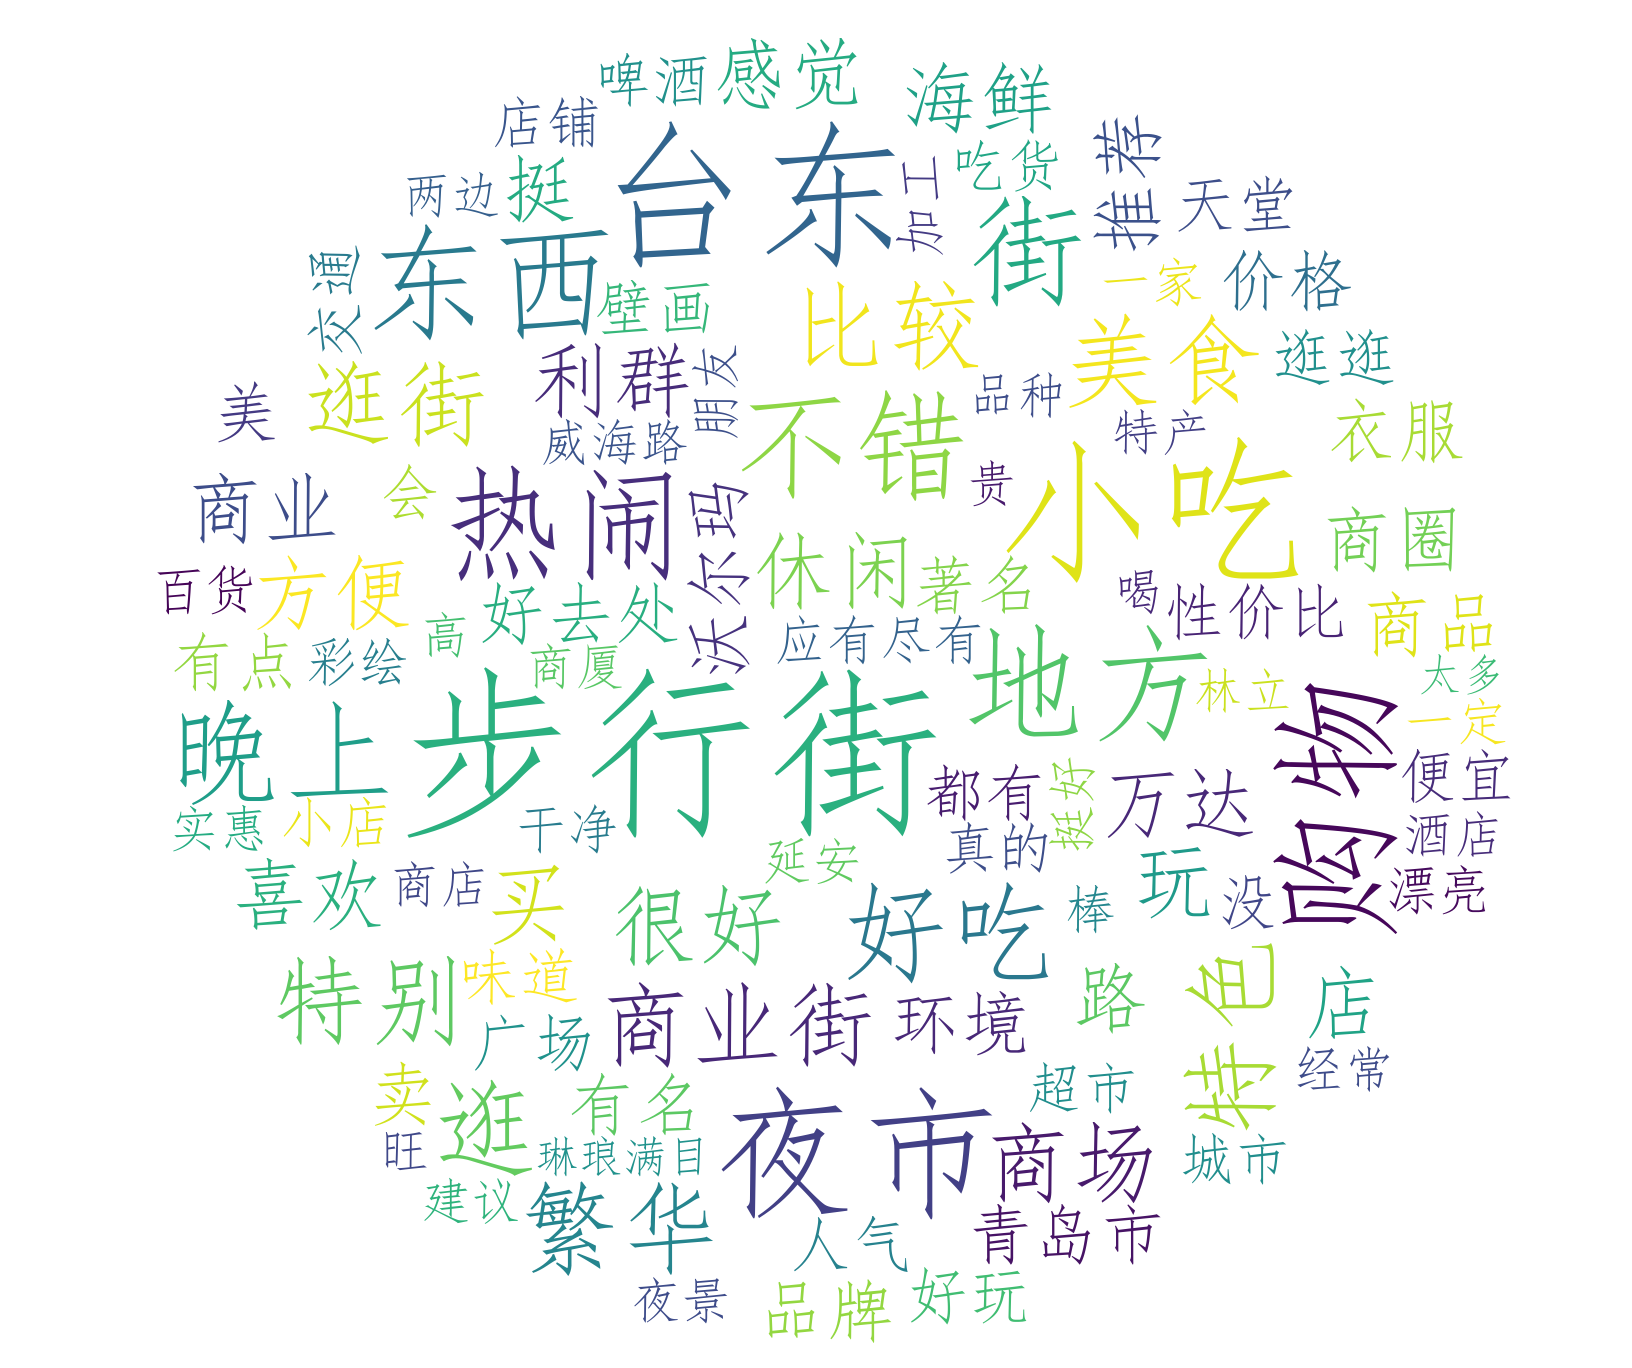 啤酒
感觉
海鲜
店铺
台东
加工
吃货
推荐
两边
挺
街
天堂
东西
交通
壁画
比较
一家
价格
利群
朋友
美食
逛逛
美
逛街
威海路
不错
品种
特产
衣服
商业
会
热闹
沃尔玛
贵
小吃
商圈
百货
方便
好去处
休闲
著名
喝
性价比
商品
有点
彩绘
高
商厦
应有尽有
地方
林立
太多
晚上
步行街
购物
一定
都有
挺好
万达
便宜
实惠
小店
干净
延安
真的
玩
酒店
喜欢
商店
买
很好
好吃
棒
没
漂亮
特别
味道
广场
商业街
环境
路
特色
店
卖
逛
有名
夜市
超市
经常
旺
琳琅满目
商场
城市
建议
繁华
人气
青岛市
夜景
品牌
好玩